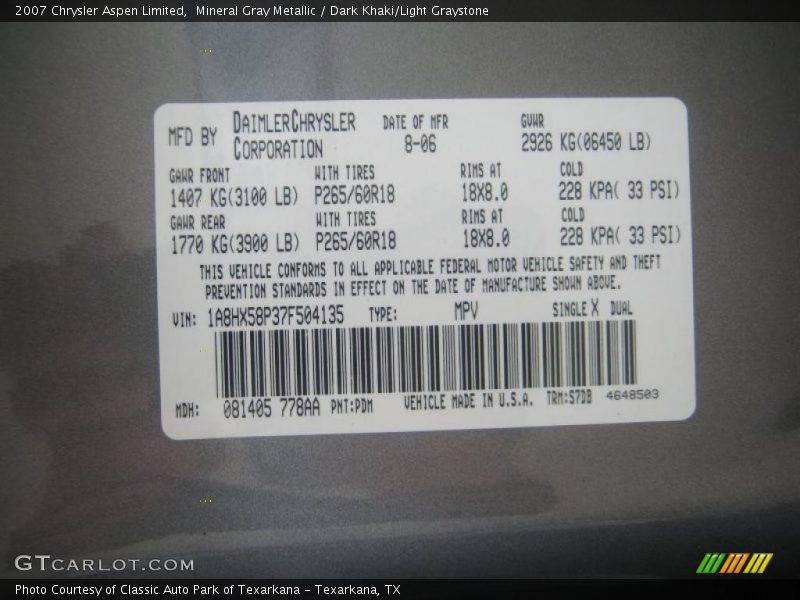 2007 Chrysler Aspen Limited,  Mineral Gray Metallic / Dark Khaki/Light Graystone
MFD BY DAIMLERCHRYSLER CORPORATION DATE OF MFR 8-06 GVWR 2926 KG(06450 LB)
GAWR FRONT WITH TIRES RIMS AT COLD
1407 KG(3100 LB) P265/60R18 18X8.0 228 KPA( 33 PSI)
GAWR REAR WITH TIRES RIMS AT COLD
1770 KG(3900 LB) P265/60R18 18X8.0 228 KPA( 33 PSI)
THIS VEHICLE CONFORMS TO ALL APPLICABLE FEDERAL MOTOR VEHICLE SAFETY AND THEFT
PREVENTION STANDARDS IN EFFECT ON THE DATE OF MANUFACTURE SHOWN ABOVE.
VIN: 1A8HX58P37F504135 TYPE: MPV SINGLE X DUAL
MDH: 081405 778AA PNT:PDM VEHICLE MADE IN U.S.A. TRM:S7DB 4648503
GTCARLOT.COM
Photo Courtesy of Classic Auto Park of Texarkana - Texarkana, TX